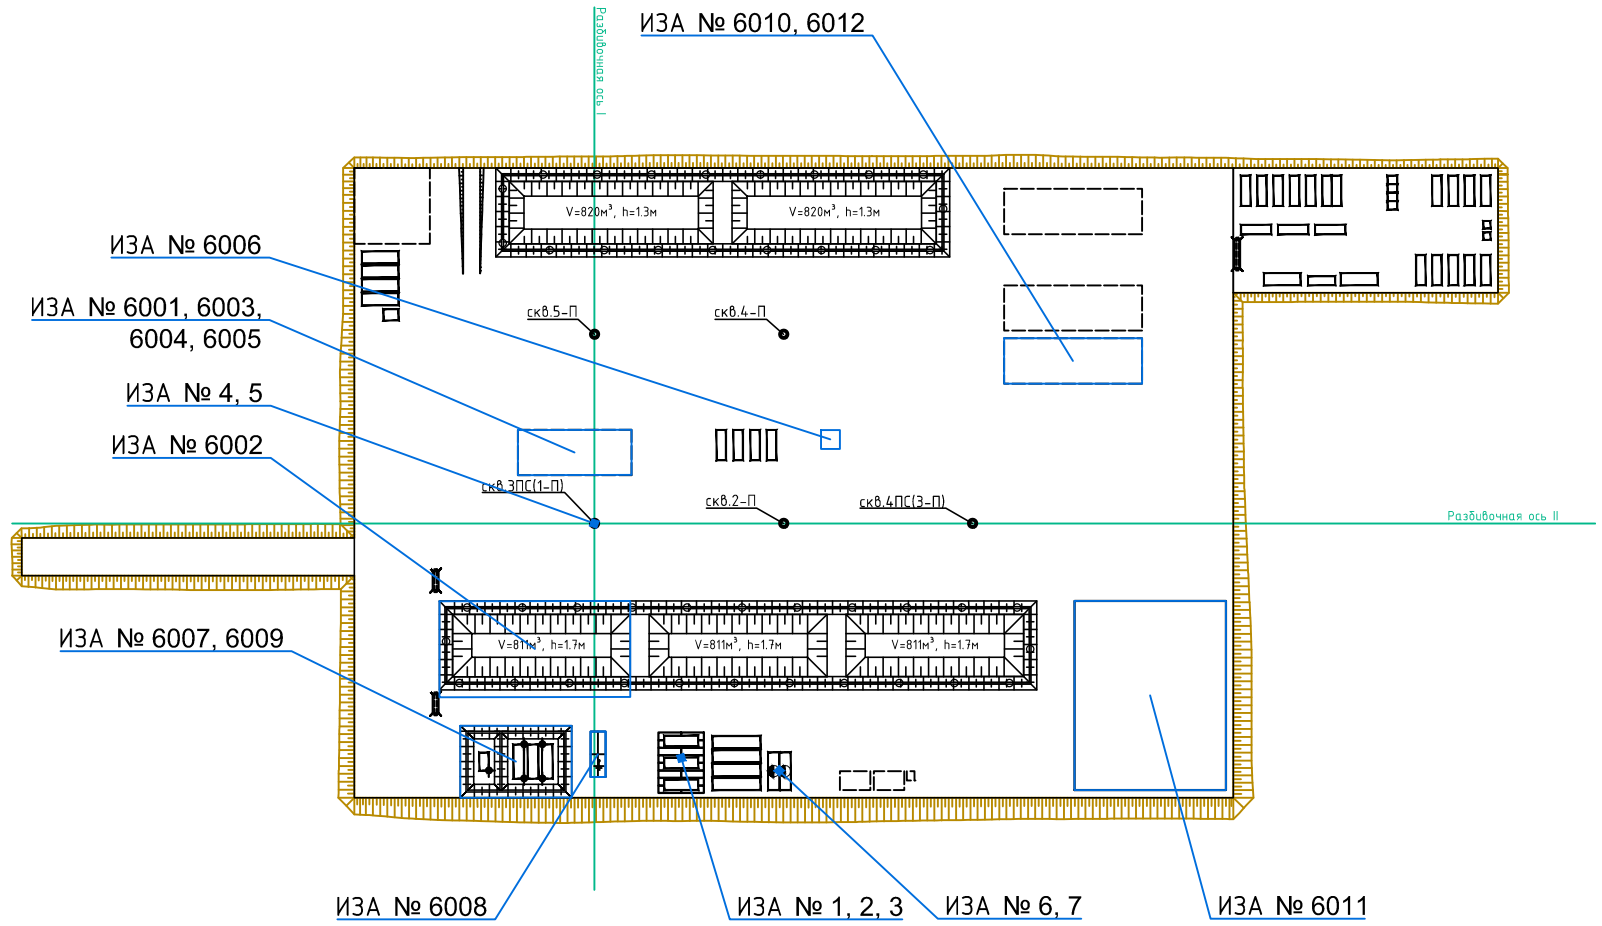 ИЗА № 6010, 6012
Разбивочная ось I
V=820м³, h=1.3м
V=820м³, h=1.3м
ИЗА № 6006
ИЗА № 6001, 6003,
6004, 6005
скв.5-П
скв.4-П
ИЗА № 4, 5
ИЗА № 6002
скв.3ПС(1-П)
скв.2-П
скв.4ПС(3-П)
Разбивочная ось II
ИЗА № 6007, 6009
V=811м³, h=1.7м
V=811м³, h=1.7м
V=811м³, h=1.7м
ИЗА № 6008
ИЗА № 1, 2, 3
ИЗА № 6, 7
ИЗА № 6011